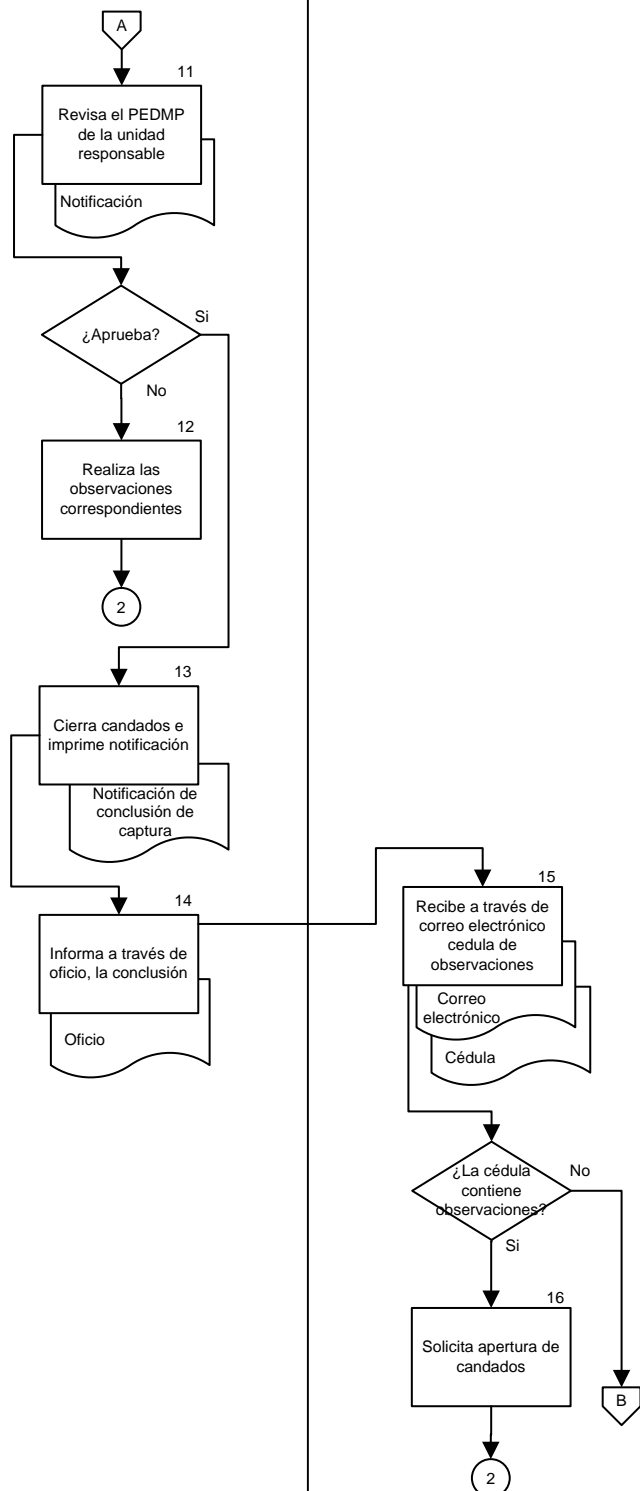 A
11
Revisa el PEDMP
de la unidad
responsable
Notificación
¿Aprueba?
Si
No
12
Realiza las
observaciones
correspondientes
2
13
Cierra candados e
imprime notificación
Notificación de
conclusión de
captura
14
Informa a través de
oficio, la conclusión
Oficio
15
Recibe a través de
correo electrónico
cedula de
observaciones
Correo
electrónico
Cédula
¿La cédula
contiene
observaciones?
No
Si
16
Solicita apertura de
candados
B
2